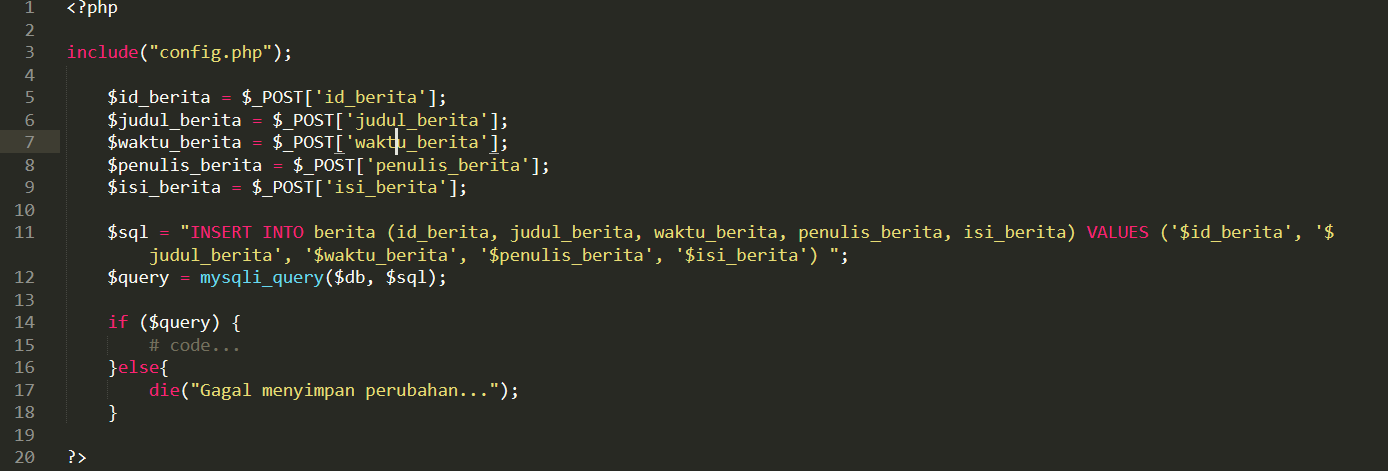 1 <?php
2
3 include("config.php");
4
5 $id_berita = $_POST['id_berita'];
6 $judul_berita = $_POST['judul_berita'];
7 $waktu_berita = $_POST['waktu_berita'];
8 $penulis_berita = $_POST['penulis_berita'];
9 $isi_berita = $_POST['isi_berita'];
10
11 $sql = "INSERT INTO berita (id_berita, judul_berita, waktu_berita, penulis_berita, isi_berita) VALUES ('$id_berita', '$
judul_berita', '$waktu_berita', '$penulis_berita', '$isi_berita') ";
12 $query = mysqli_query($db, $sql);
13
14 if ($query) {
15 # code...
16 }else{
17 die("Gagal menyimpan perubahan...");
18 }
19
20 ?>